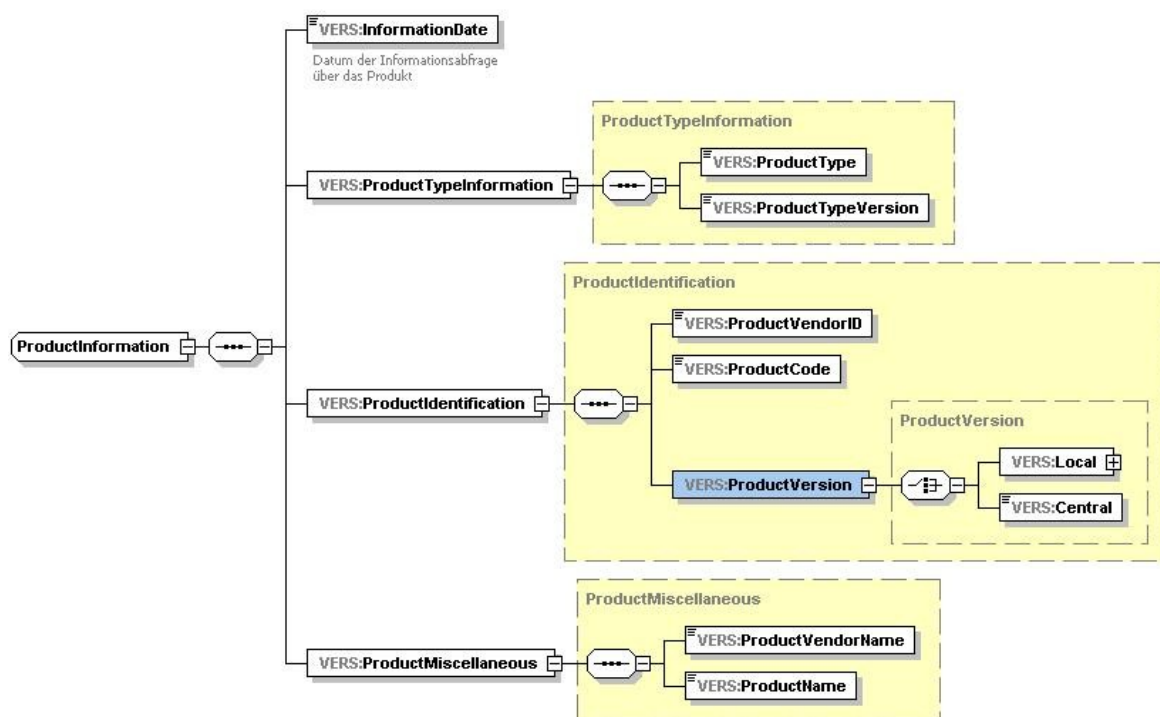 VERS:InformationDate
Datum der Informationsabfrage
über das Produkt
ProductTypeInformation
VERS:ProductType
VERS:ProductTypeInformation
VERS:ProductTypeVersion
ProductIdentification
VERS:ProductVendorID
ProductInformation
VERS:ProductCode
VERS:ProductIdentification
ProductVersion
VERS:Local
VERS:ProductVersion
VERS:Central
ProductMiscellaneous
VERS:ProductVendorName
VERS:ProductMiscellaneous
VERS:ProductName